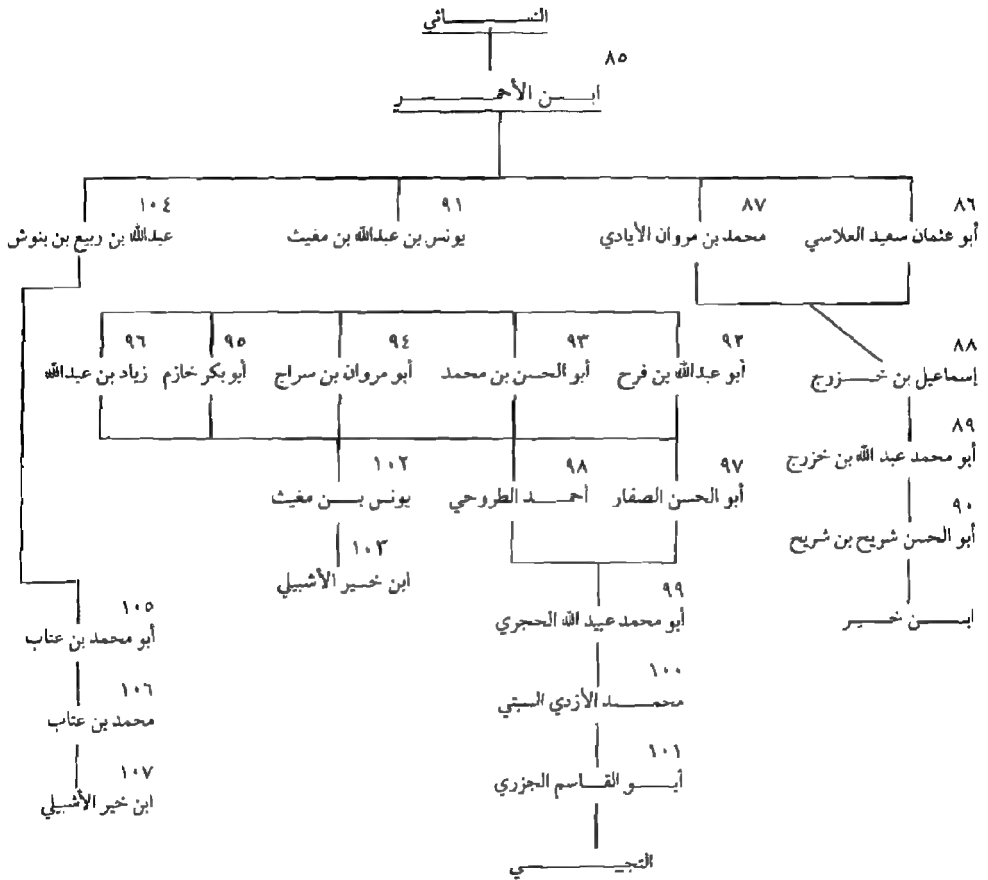 النسائي
٨٥
ابن الأحمر
٨٦ ٨٧ ٩١ ١٠٤
أبو عثمان سعيد العلاسي محمد بن مروان الأيادي يونس بن عبدالله بن مغيث عبدالله بن ربيع بن بنوش
٩٢ ٩٣ ٩٤ ٩٥ ٩٦
أبو عبدالله بن فرح أبو الحسن بن محمد أبو مروان بن سراج أبو بكر خازم زياد بن عبدالله
٨٨
إسماعيل بن خزرج
٨٩
أبو محمد عبد الله بن خزرج
٩٧ ٩٨ ١٠٢
أبو الحسن الصفار أحمد الطروحي يونس بن مغيث
٩٠
أبو الحسن شريح بن شريح
١٠٣
ابن خير الأشبيلي
٩٩
أبو محمد عبيد الله الحجري
ابن خير
١٠٥
أبو محمد بن عتاب
١٠٠
محمد الأزدي السبتي
١٠٦
محمد بن عتاب
١٠١
أبو القاسم الجزري
١٠٧
ابن خير الأشبيلي
التجيبي